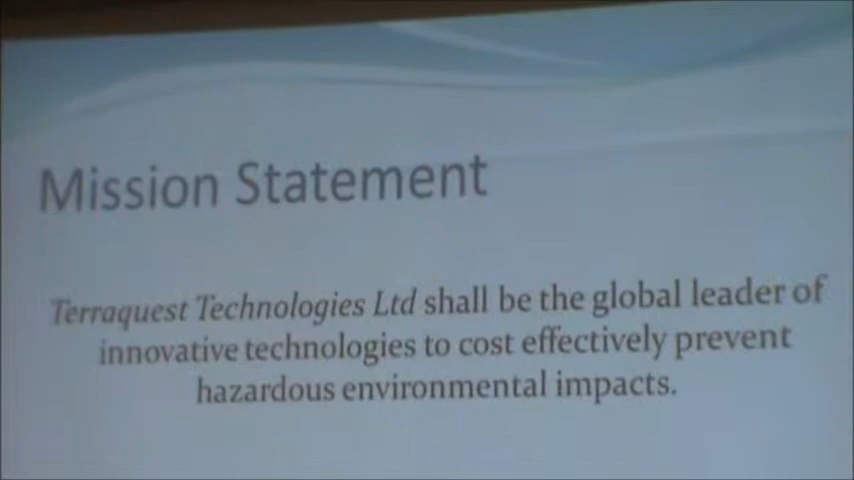 Mission Statement
Terraquest Technologies Ltd shall be the global leader of
innovative technologies to cost effectively prevent
hazardous environmental impacts.